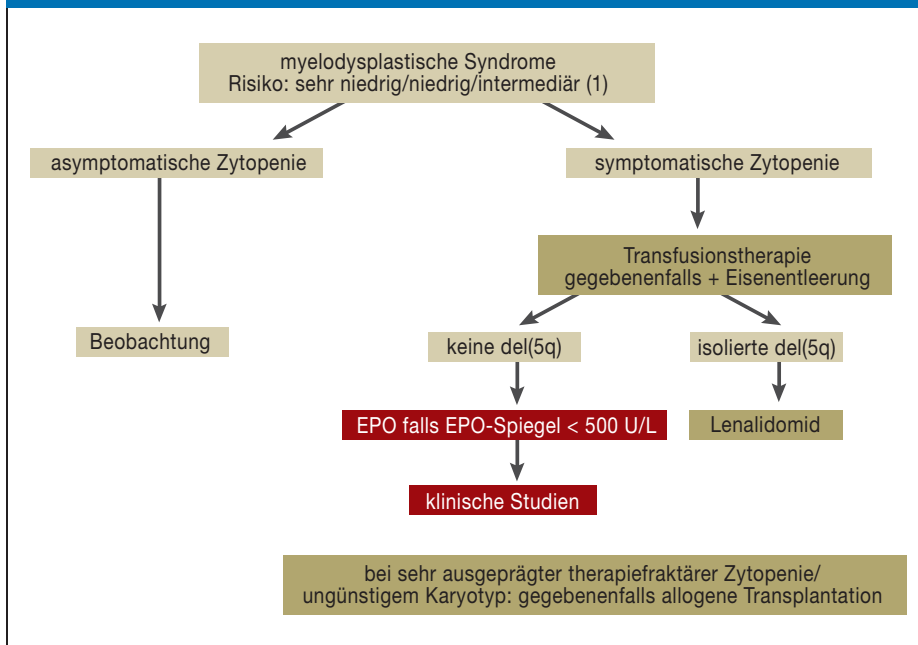 myelodysplastische Syndrome
Risiko: sehr niedrig/niedrig/intermediär (1)
asymptomatische Zytopenie
symptomatische Zytopenie
Transfusionstherapie
gegebenenfalls + Eisenentleerung
Beobachtung
keine del(5q)
isolierte del(5q)
EPO falls EPO-Spiegel < 500 U/L
Lenalidomid
klinische Studien
bei sehr ausgeprägter therapiefraktärer Zytopenie/
ungünstigem Karyotyp: gegebenenfalls allogene Transplantation